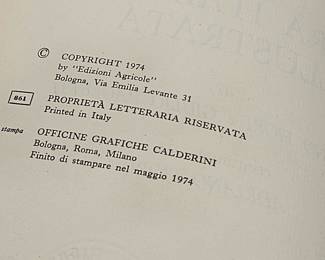 © COPYRIGHT 1974
by "Edizioni Agricole"
Bologna, Via Emilia Levante 31
861 PROPRIETÀ LETTERARIA RISERVATA
Printed in Italy
stampa OFFICINE GRAFICHE CALDERINI
Bologna, Roma, Milano
Finito di stampare nel maggio 1974